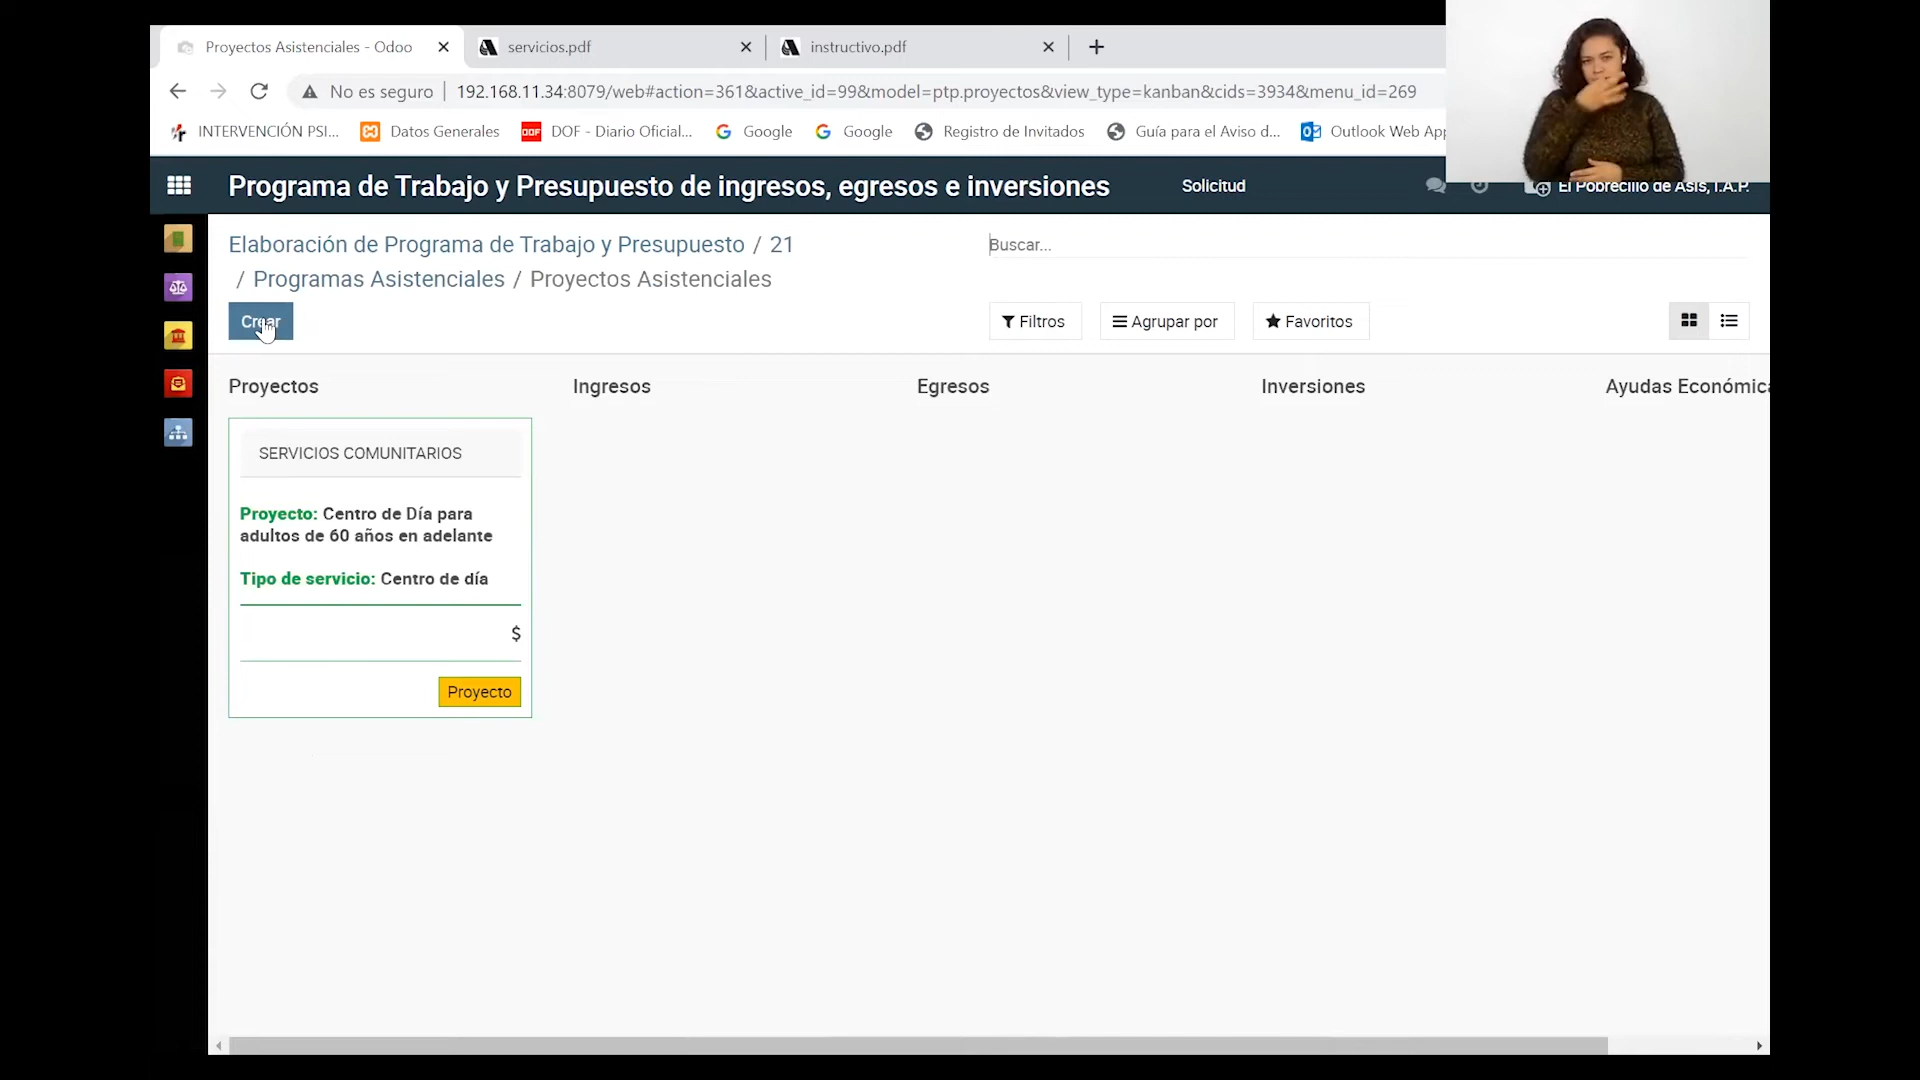 Proyectos Asistenciales - Odoo
servicios.pdf
instructivo.pdf
No es seguro
192.168.11.34:8079/web#action=361&active_id=99&model=ptp.proyectos&view_type=kanban&cids=3934&menu_id=269
INTERVENCIÓN PSI...
Datos Generales
DOF - Diario Oficial...
Google
Google
Registro de Invitados
Guía para el Aviso d...
Outlook Web App
Programa de Trabajo y Presupuesto de ingresos, egresos e inversiones
Solicitud
El Pobrecillo de Asís, I.A.P.
Elaboración de Programa de Trabajo y Presupuesto / 21
/ Programas Asistenciales / Proyectos Asistenciales
Buscar...
Crear
Filtros
Agrupar por
Favoritos
Proyectos
Ingresos
Egresos
Inversiones
Ayudas Económica
SERVICIOS COMUNITARIOS
Proyecto: Centro de Día para
adultos de 60 años en adelante
Tipo de servicio: Centro de día
$
Proyecto